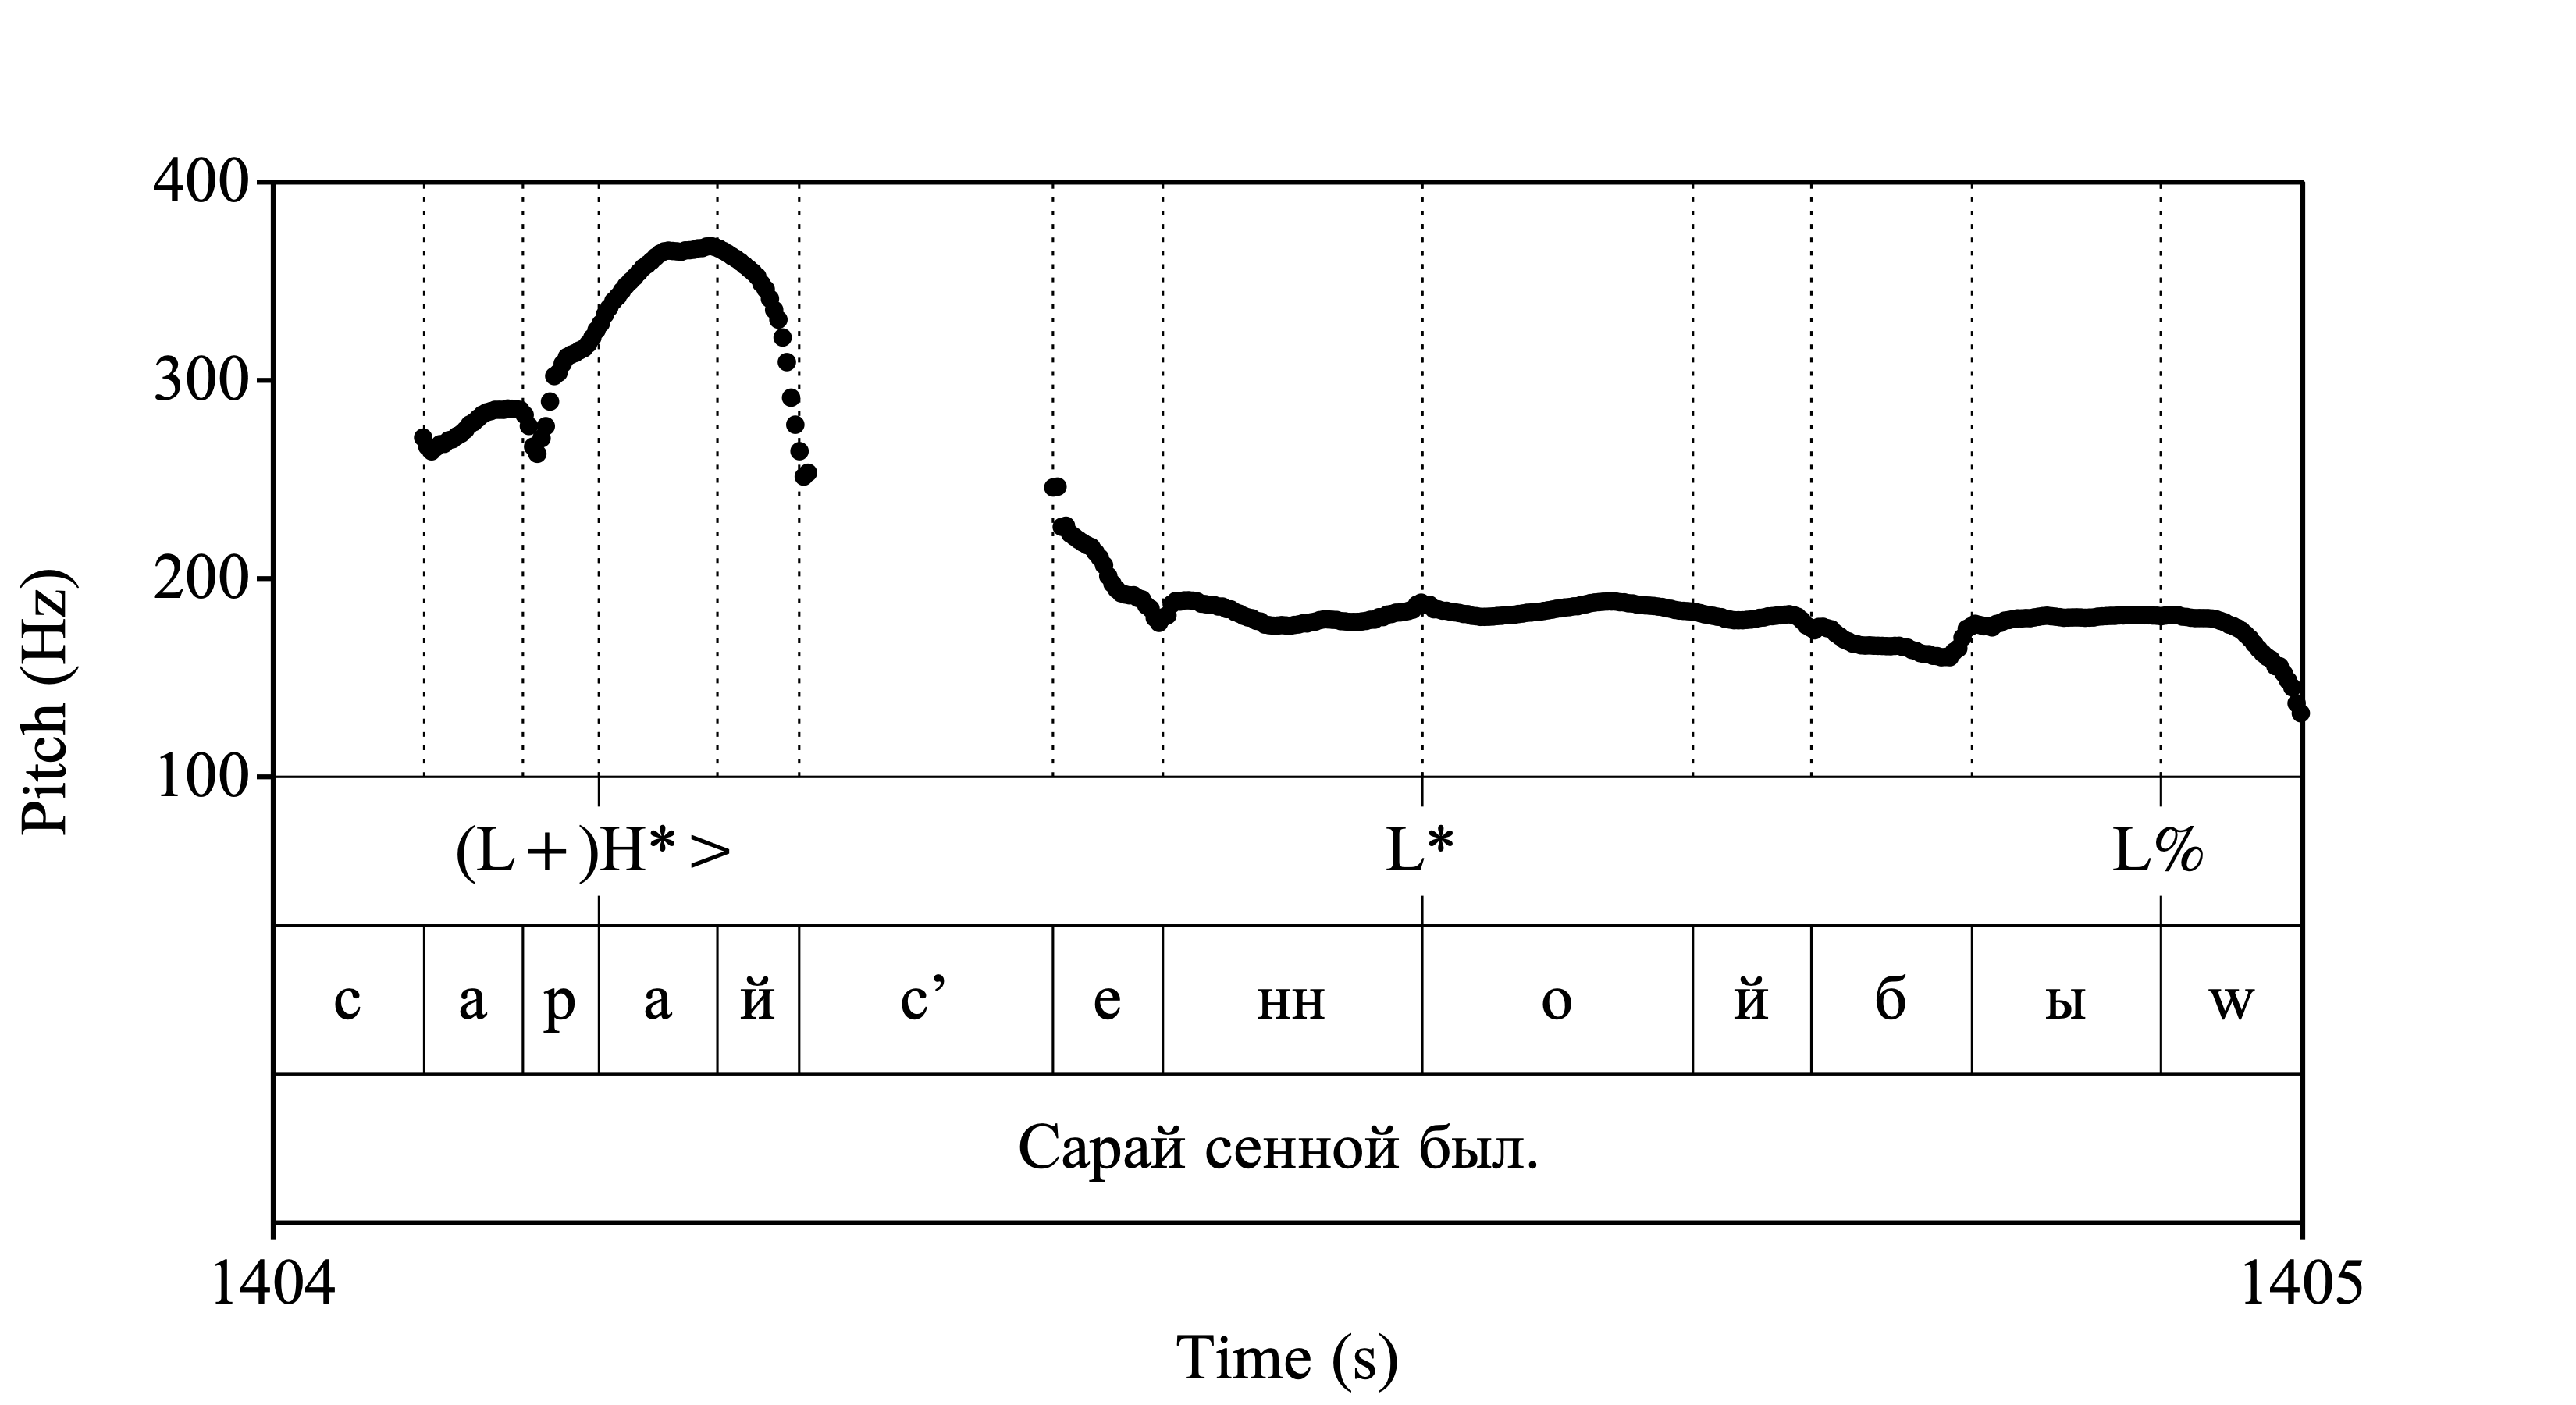 400
300
200
100
Pitch (Hz)
(L+)H*> L* L%
с а р а й с’ е нн о й б ы w
Сарай сенной был.
1404 1405
Time (s)